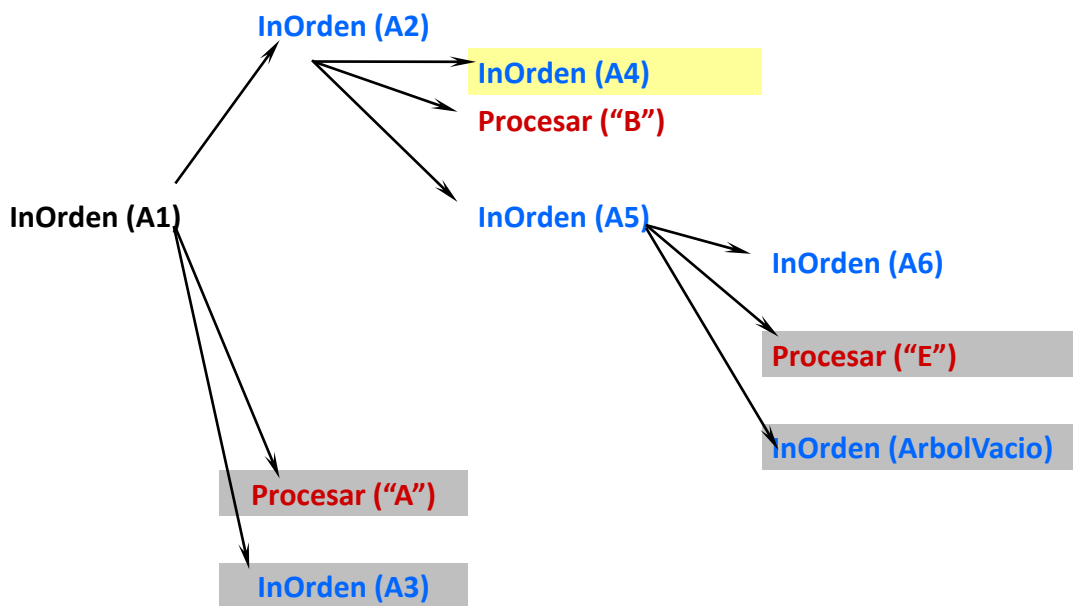 InOrden (A2)
InOrden (A4)
Procesar (“B”)
InOrden (A1)
InOrden (A5)
InOrden (A6)
Procesar (“E”)
InOrden (ArbolVacio)
Procesar (“A”)
InOrden (A3)